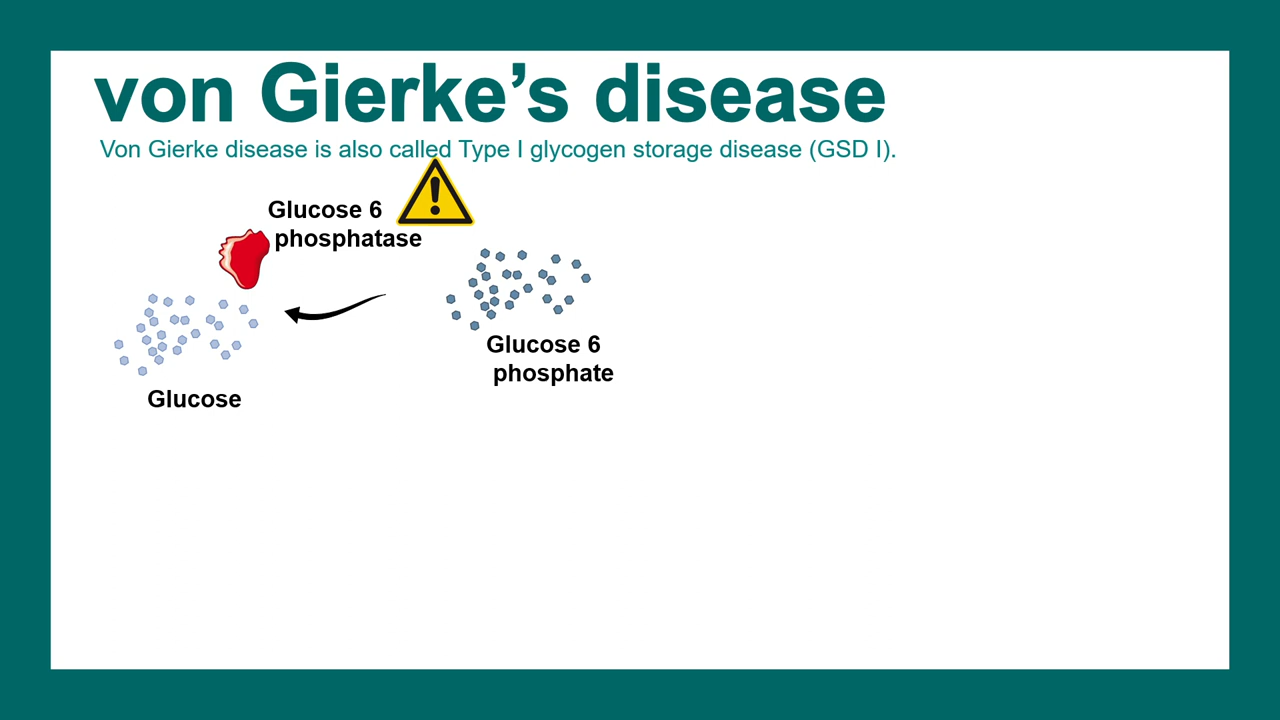 von Gierke’s disease
Von Gierke disease is also called Type I glycogen storage disease (GSD I).
Glucose 6
phosphatase
Glucose 6
phosphate
Glucose